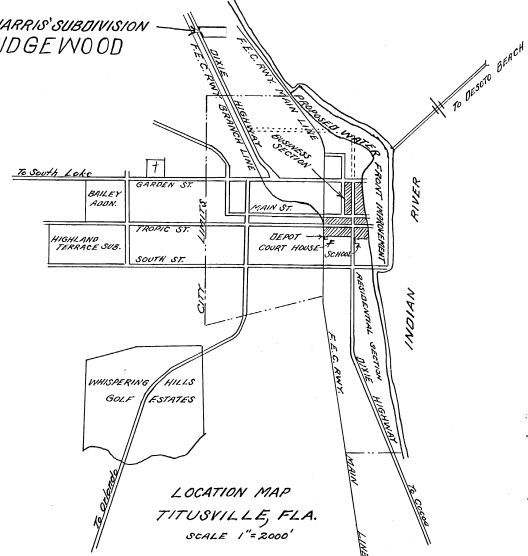 HARRIS' SUBDIVISION
DGEWOOD
DIXIE HIGHWAY
F.E.C. RWY. BRANCH LINE
F.E.C. RWY. MAIN LINE
PROPOSED WATER FRONT IMPROVEMENT
TO DESOTO BEACH
BUSINESS
SECTION
To South Lake
GARDEN ST.
BAILEY
ADDN.
MAIN ST.
CITY LIMITS
TROPIC ST.
HIGHLAND
TERRACE SUB.
SOUTH ST.
DEPOT
COURT HOUSE
SCHOOL
INDIAN RIVER
RESIDENTIAL SECTION
DIXIE HIGHWAY
F.E.C. RWY. MAIN LINE
WHISPERING HILLS
GOLF ESTATES
To Orlando
To Cocoa
LOCATION MAP
TITUSVILLE, FLA.
SCALE 1"=2000'